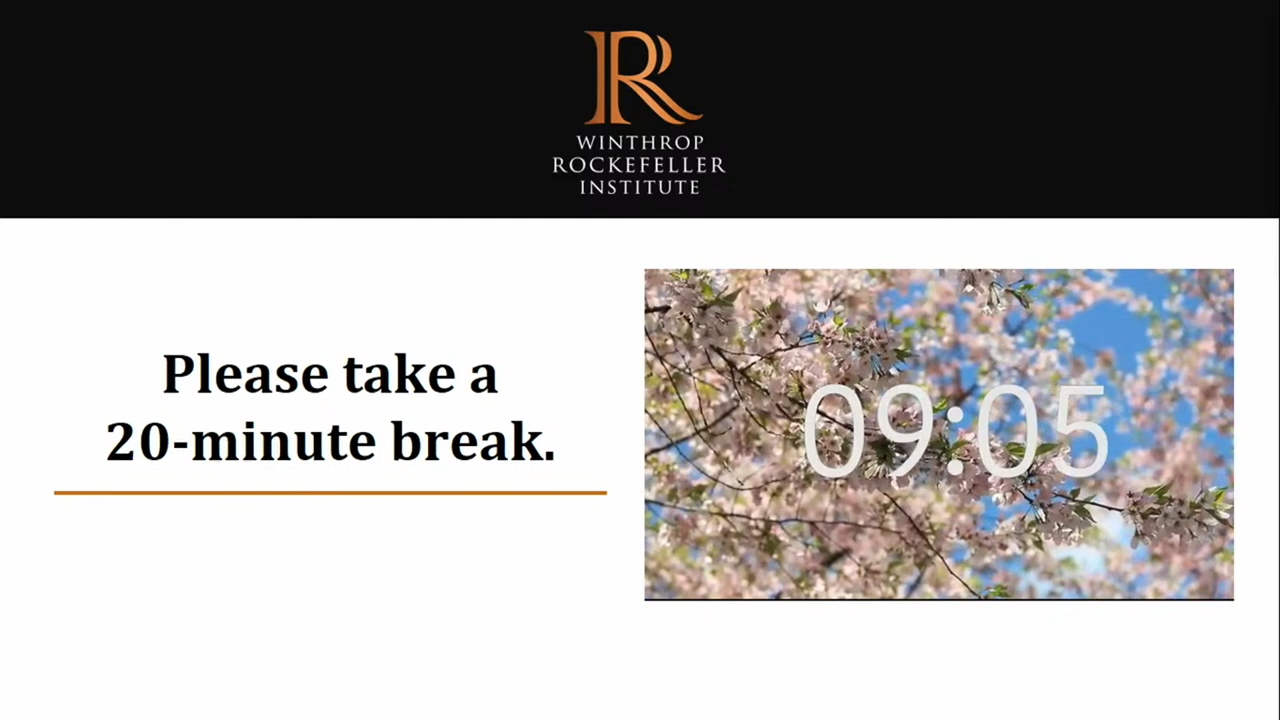 WINTHROP
ROCKEFELLER
INSTITUTE
Please take a
20-minute break.
09:05